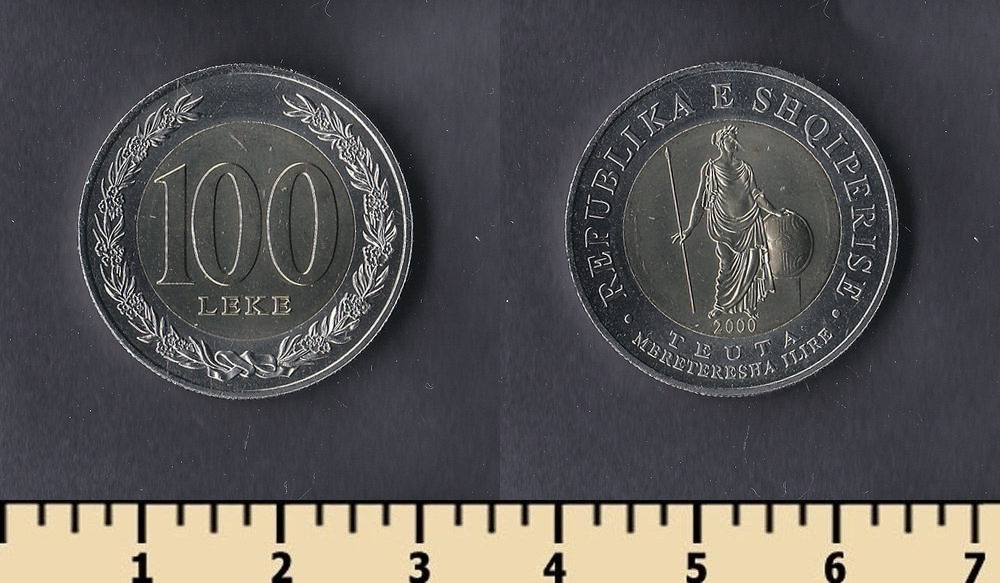 100
LEKE
REPUBLIKA E SHQIPERISE
2000
TEUTA
MBRETERESHA ILIRE
1 2 3 4 5 6 7